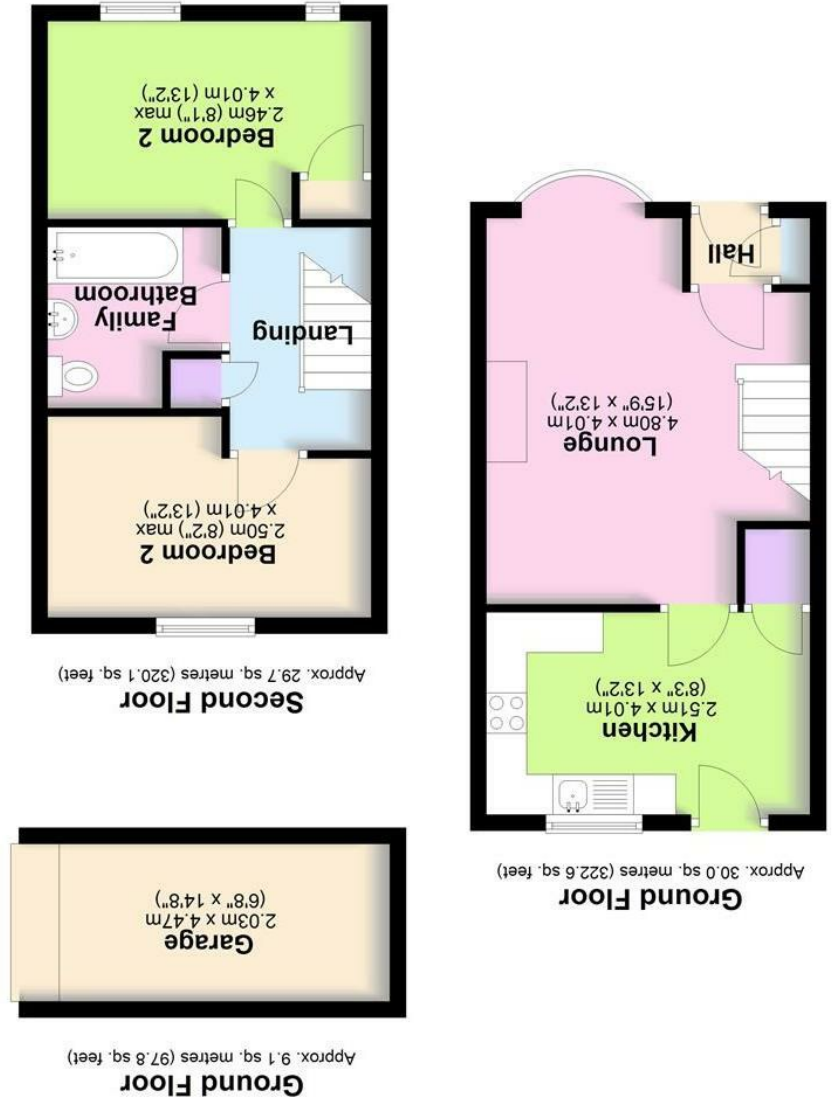 Ground Floor
Approx. 30.0 sq. metres (322.6 sq. feet)
Kitchen
2.51m x 4.01m
(8'3" x 13'2")
Lounge
4.80m x 4.01m
(15'9" x 13'2")
Hall
Ground Floor
Approx. 9.1 sq. metres (97.8 sq. feet)
Garage
2.03m x 4.47m
(6'8" x 14'8")
Second Floor
Approx. 29.7 sq. metres (320.1 sq. feet)
Bedroom 2
2.50m (8'2") max
x 4.01m (13'2")
Landing
Family
Bathroom
Bedroom 2
2.46m (8'1") max
x 4.01m (13'2")